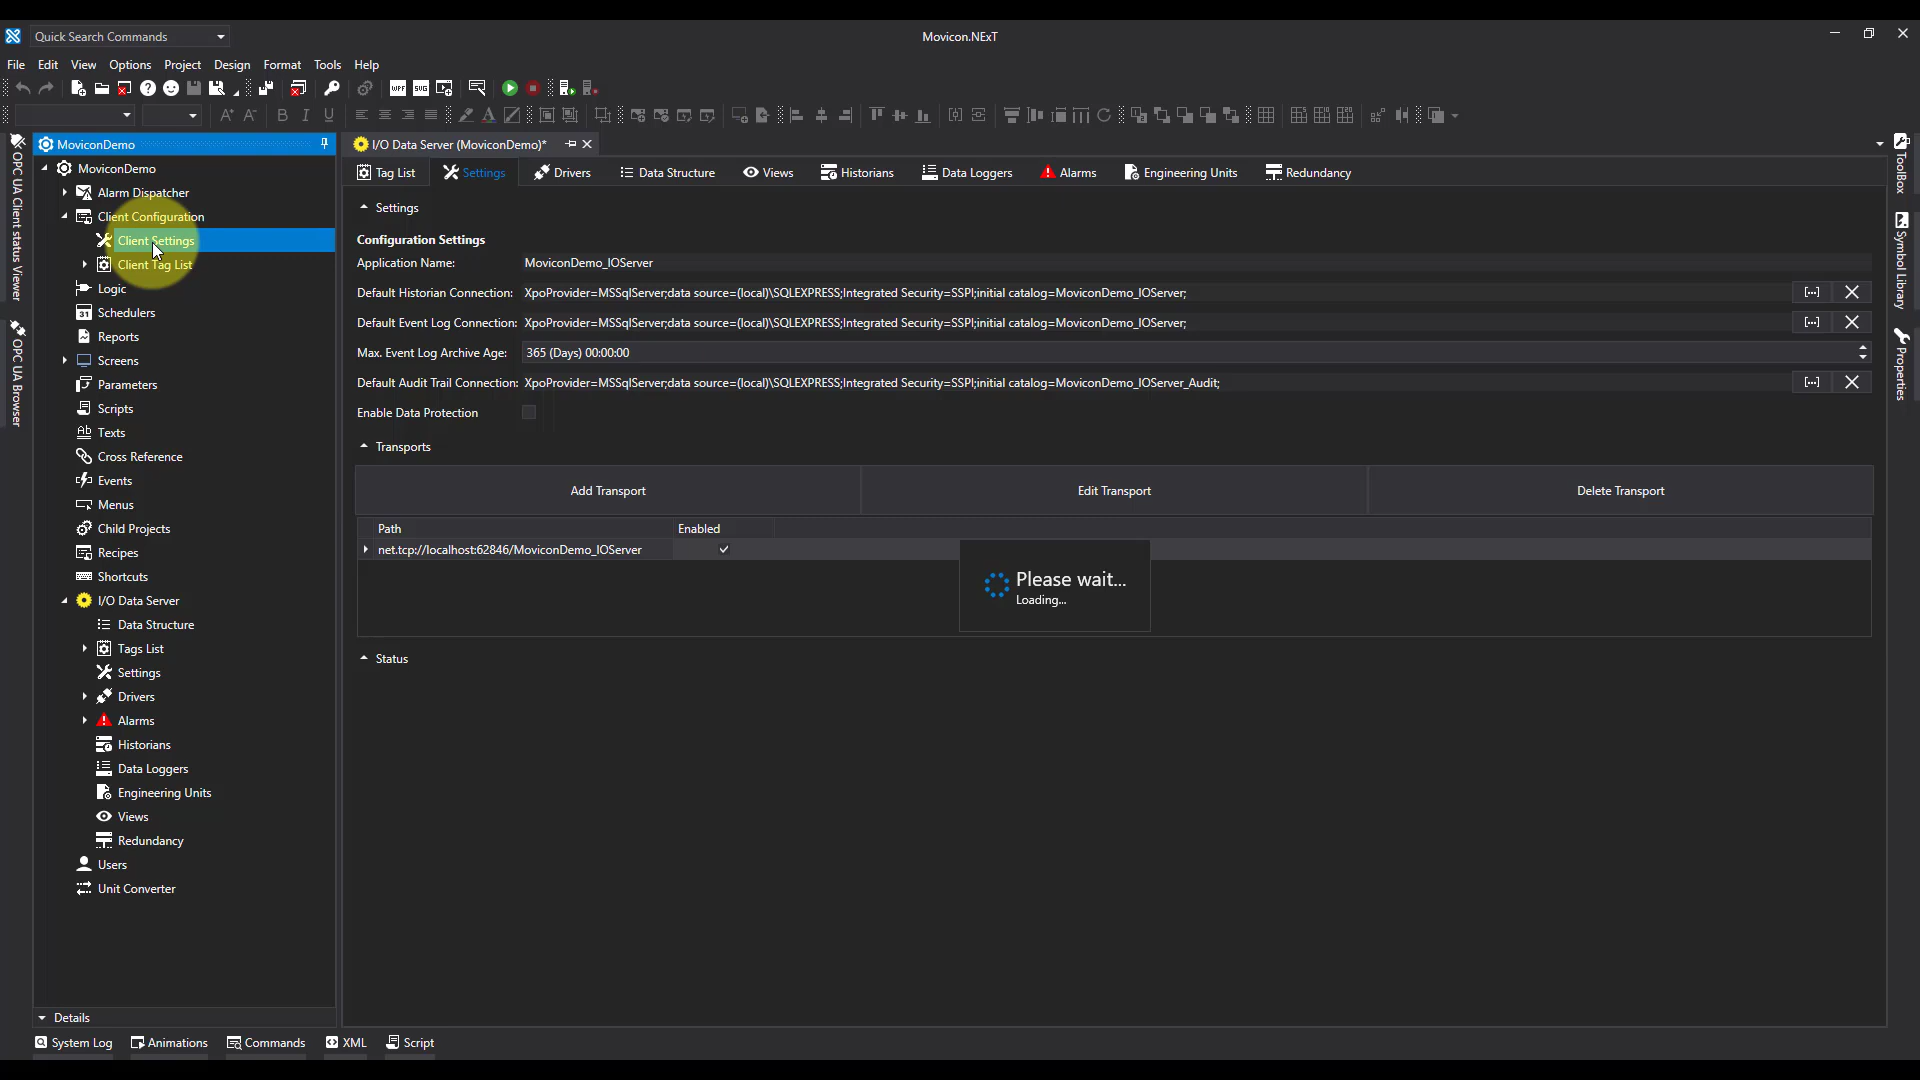 Quick Search Commands
Movicon.NExT
File Edit View Options Project Design Format Tools Help
WPF SVG
MoviconDemo
I/O Data Server (MoviconDemo)*
MoviconDemo
Alarm Dispatcher
Client Configuration
Client Settings
Client Tag List
Logic
Schedulers
Reports
Screens
Parameters
Scripts
Texts
Cross Reference
Events
Menus
Child Projects
Recipes
Shortcuts
I/O Data Server
Data Structure
Tags List
Settings
Drivers
Alarms
Historians
Data Loggers
Engineering Units
Views
Redundancy
Users
Unit Converter
Details
Tag List Settings Drivers Data Structure Views Historians Data Loggers Alarms Engineering Units Redundancy
Settings
Configuration Settings
Application Name: MoviconDemo_IOServer
Default Historian Connection: XpoProvider=MSSqlServer;data source=(local)\SQLEXPRESS;Integrated Security=SSPI;initial catalog=MoviconDemo_IOServer;
Default Event Log Connection: XpoProvider=MSSqlServer;data source=(local)\SQLEXPRESS;Integrated Security=SSPI;initial catalog=MoviconDemo_IOServer;
Max. Event Log Archive Age: 365 (Days) 00:00:00
Default Audit Trail Connection: XpoProvider=MSSqlServer;data source=(local)\SQLEXPRESS;Integrated Security=SSPI;initial catalog=MoviconDemo_IOServer_Audit;
Enable Data Protection
Transports
Add Transport Edit Transport Delete Transport
Path Enabled
net.tcp://localhost:62846/MoviconDemo_IOServer
Please wait...
Loading...
Status
OPC UA Client status Viewer
OPC UA Browser
ToolBox
Symbol Library
Properties
System Log Animations Commands XML Script